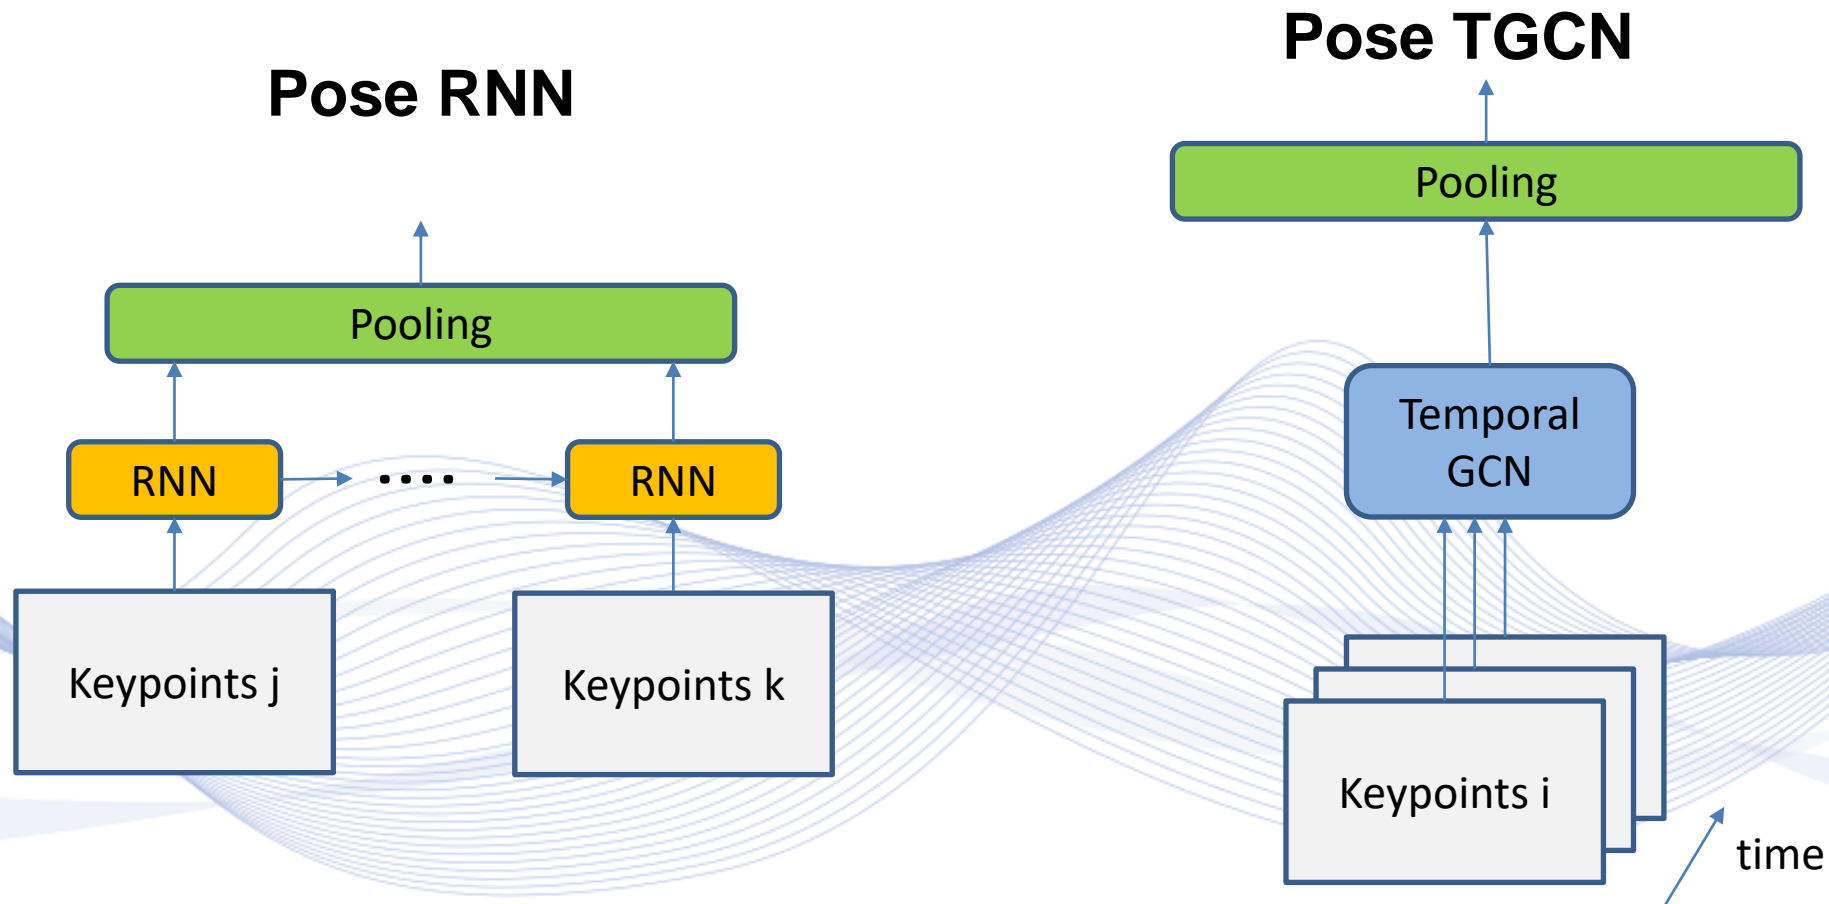 Pose RNN
Pooling
RNN
....
RNN
Keypoints j
Keypoints k
Pose TGCN
Pooling
Temporal
GCN
Keypoints i
time